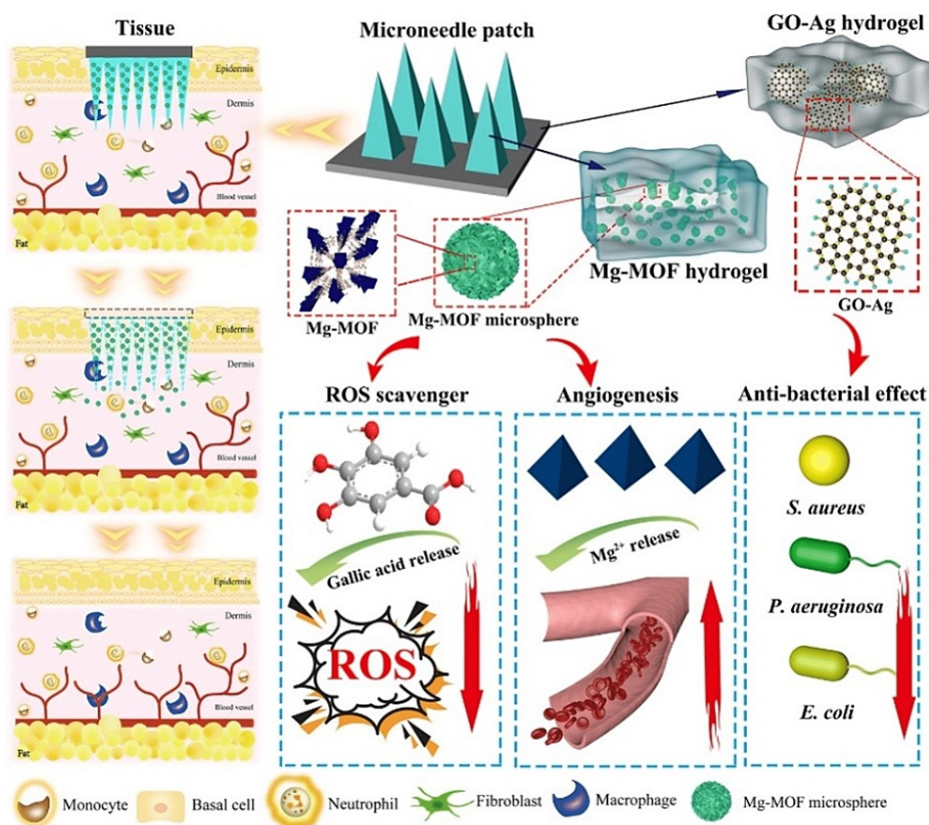 Tissue
Epidermis
Dermis
Blood vessel
Fat
Epidermis
Dermis
Blood vessel
Fat
Epidermis
Dermis
Blood vessel
Fat
Microneedle patch
GO-Ag hydrogel
Mg-MOF hydrogel
GO-Ag
Mg-MOF
Mg-MOF microsphere
ROS scavenger
Gallic acid release
ROS
Angiogenesis
Mg²⁺ release
Anti-bacterial effect
S. aureus
P. aeruginosa
E. coli
Monocyte
Basal cell
Neutrophil
Fibroblast
Macrophage
Mg-MOF microsphere